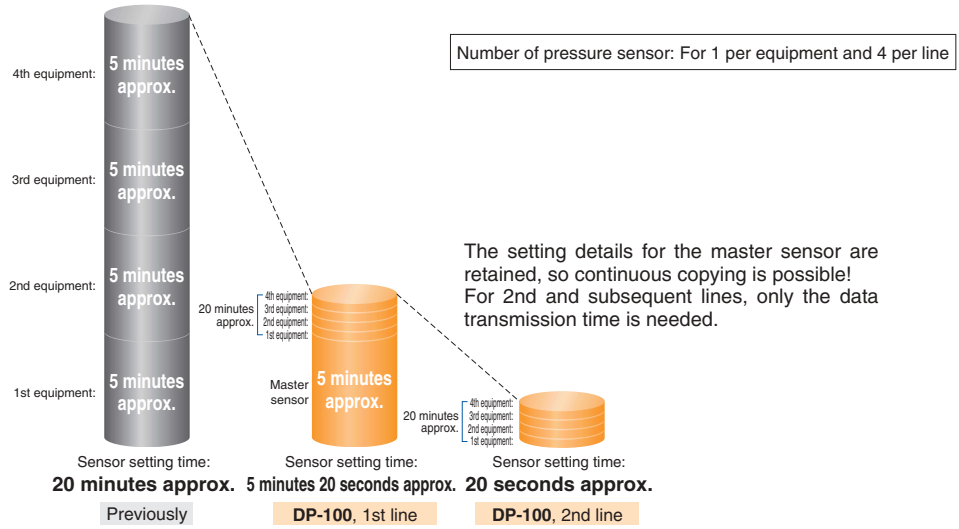 Number of pressure sensor: For 1 per equipment and 4 per line
4th equipment:
5 minutes
approx.
3rd equipment:
5 minutes
approx.
2nd equipment:
5 minutes
approx.
1st equipment:
5 minutes
approx.
Sensor setting time:
20 minutes approx.
Previously
20 minutes
approx.
4th equipment:
3rd equipment:
2nd equipment:
1st equipment:
Master
sensor
5 minutes
approx.
Sensor setting time:
5 minutes 20 seconds approx.
DP-100, 1st line
The setting details for the master sensor are
retained, so continuous copying is possible!
For 2nd and subsequent lines, only the data
transmission time is needed.
20 minutes
approx.
4th equipment:
3rd equipment:
2nd equipment:
1st equipment:
Sensor setting time:
20 seconds approx.
DP-100, 2nd line